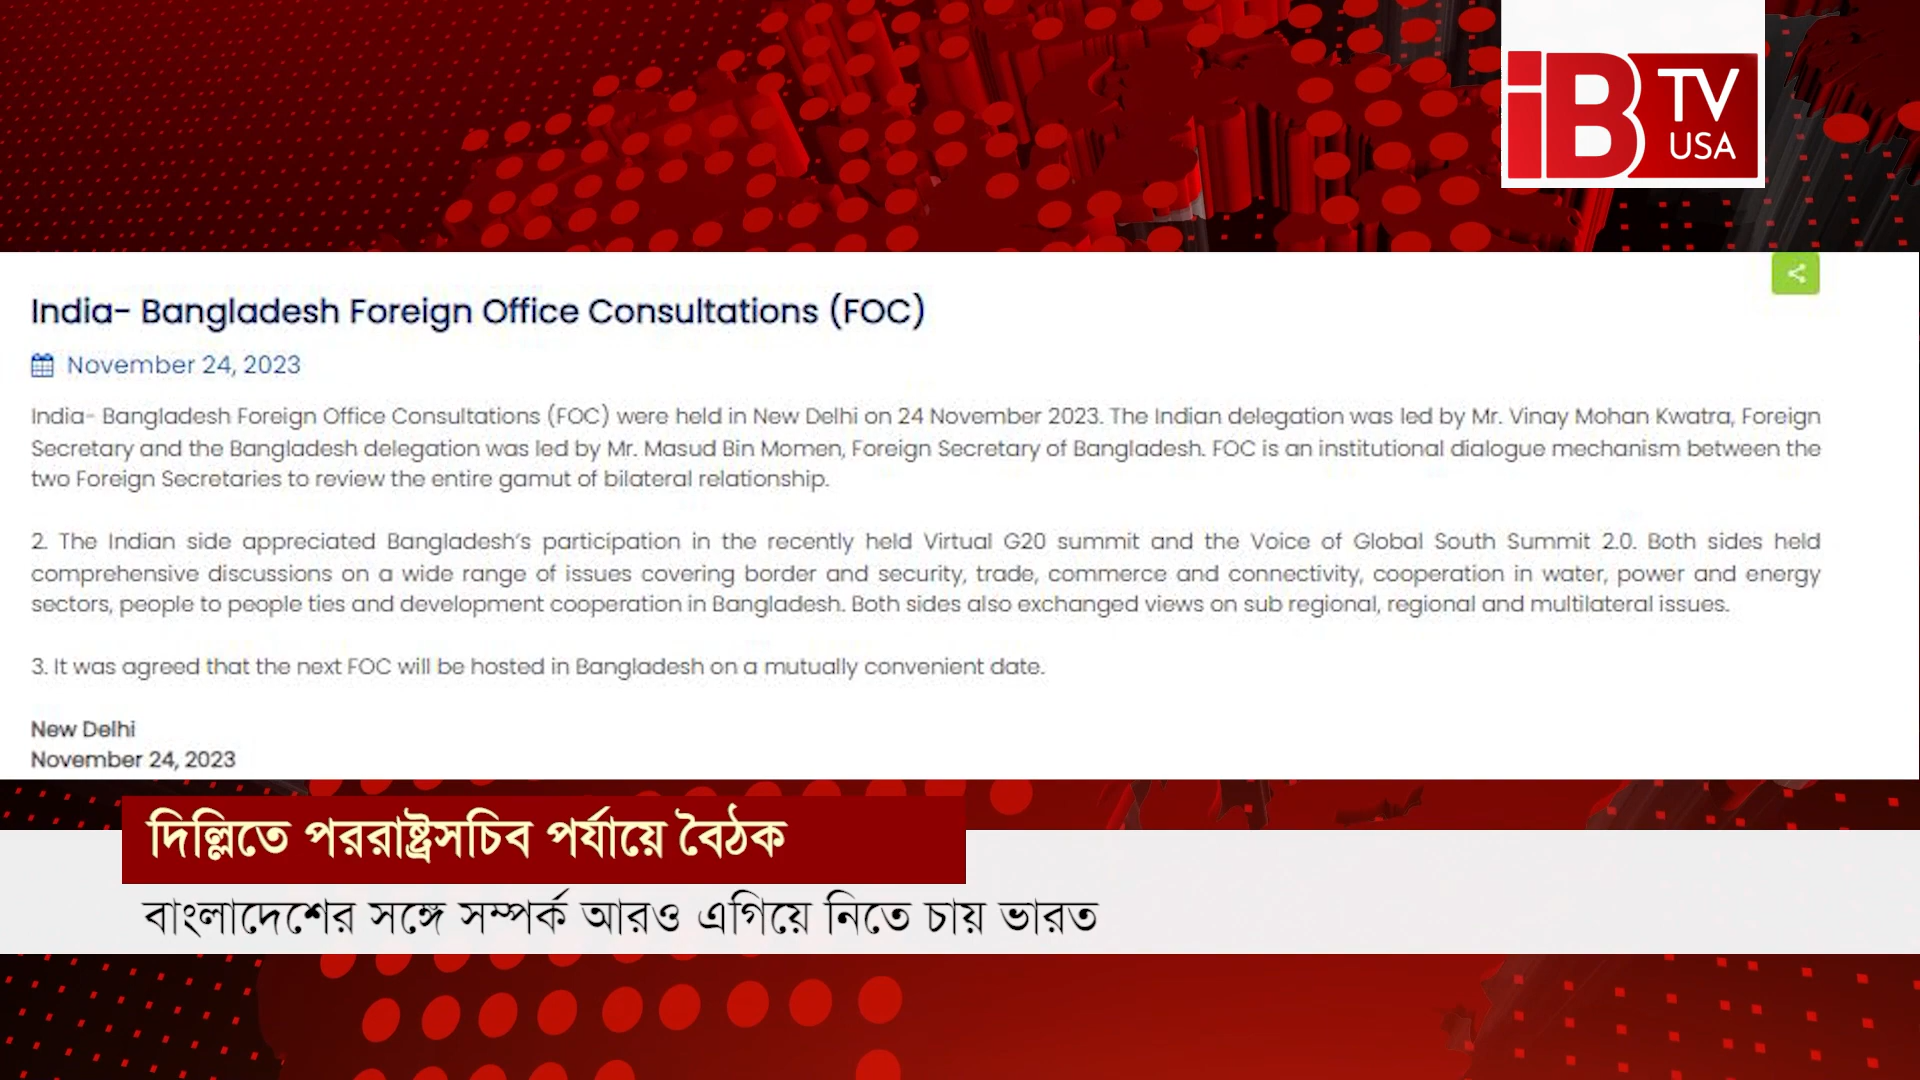 iB TV USA
India- Bangladesh Foreign Office Consultations (FOC)
November 24, 2023
India- Bangladesh Foreign Office Consultations (FOC) were held in New Delhi on 24 November 2023. The Indian delegation was led by Mr. Vinay Mohan Kwatra, Foreign
Secretary and the Bangladesh delegation was led by Mr. Masud Bin Momen, Foreign Secretary of Bangladesh. FOC is an institutional dialogue mechanism between the
two Foreign Secretaries to review the entire gamut of bilateral relationship.
2. The Indian side appreciated Bangladesh's participation in the recently held Virtual G20 summit and the Voice of Global South Summit 2.0. Both sides held
comprehensive discussions on a wide range of issues covering border and security, trade, commerce and connectivity, cooperation in water, power and energy
sectors, people to people ties and development cooperation in Bangladesh. Both sides also exchanged views on sub regional, regional and multilateral issues.
3. It was agreed that the next FOC will be hosted in Bangladesh on a mutually convenient date.
New Delhi
November 24, 2023
দিল্লিতে পররাষ্ট্রসচিব পর্যায়ে বৈঠক
বাংলাদেশের সঙ্গে সম্পর্ক আরও এগিয়ে নিতে চায় ভারত